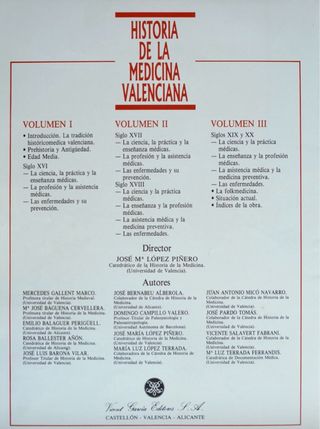 HISTORIA
DE LA
MEDICINA
VALENCIANA
VOLUMEN I
• Introducción. La tradición
históricomedica valenciana.
• Prehistoria y Antigüedad.
• Edad Media.
Siglo XVI
— La ciencia, la práctica y la
enseñanza médicas.
— La profesión y la asistencia
médicas.
— Las enfermedades y su
prevención.
VOLUMEN II
Siglo XVII
— La ciencia, la práctica y la
enseñanza médicas.
— La profesión y la asistencia
médicas.
— Las enfermedades y su
prevención.
Siglo XVIII
— La ciencia y la práctica
médicas.
— La enseñanza y la profesión
médicas.
— La asistencia médica y la
medicina preventiva.
— Las enfermedades.
VOLUMEN III
Siglos XIX y XX
— La ciencia y la práctica
médicas.
— La enseñanza y la profesión
médicas.
— La asistencia médica y la
medicina preventiva.
— Las enfermedades.
• La folkmedicina.
• Situación actual.
• Indices de la obra.
Director
JOSÉ Mª LÓPEZ PIÑERO
Catedrático de la Historia de la Medicina.
(Universidad de Valencia).
Autores
MERCEDES GALLENT MARCO.
Profesora titular de Historia Medieval.
(Universidad de Valencia).
Mª JOSÉ BAGUENA CERVELLERA.
Profesora titular de Historia de la Medicina.
(Universidad de Valencia).
EMILIO BALAGUER PERIGÜELL.
Catedrático de Historia de la Medicina.
(Universidad de Alicante).
ROSA BALLESTER AÑÓN.
Catedrática de Historia de la Medicina.
(Universidad de Alicante).
JOSÉ LUIS BARONA VILAR.
Profesor titular de Historia de la Medicina.
(Universidad de Valencia).
JOSÉ BERNABEU ALBEROLA.
Colaborador de la Cátedra de Historia de la
Medicina.
(Universidad de Alicante).
DOMINGO CAMPILLO VALERO.
Profesor Titular de Paleoantropología y
Paleoantropología.
(Universidad Autónoma de Barcelona).
JOSÉ MARÍA LÓPEZ PIÑERO.
Catedrático de Historia de la Medicina.
(Universidad de Valencia).
MARÍA LUZ LÓPEZ TERRADA.
Colaboradora de la Cátedra de Historia de
la Medicina.
(Universidad de Valencia).
JUAN ANTONIO MICÓ NAVARRO.
Colaborador de la Cátedra de Historia de la
Medicina.
(Universidad de Valencia).
JOSÉ PARDO TOMÁS.
Colaborador de la Cátedra de Historia de la
Medicina.
(Universidad de Valencia).
VICENTE SALAVERT FABIANI.
Colaborador de la Cátedra de Historia de la
Medicina.
(Universidad de Valencia).
Mª LUZ TERRADA FERRANDIS.
Catedrática de Documentación Médica.
(Universidad de Valencia).
Vicent García Editores S. A.
CASTELLÓN - VALENCIA - ALICANTE